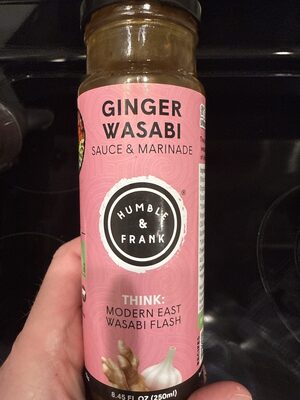 GINGER
WASABI
SAUCE & MARINADE
HUMBLE
&
FRANK
®
THINK:
MODERN EAST
WASABI FLASH
8.45 FL OZ (250ml)